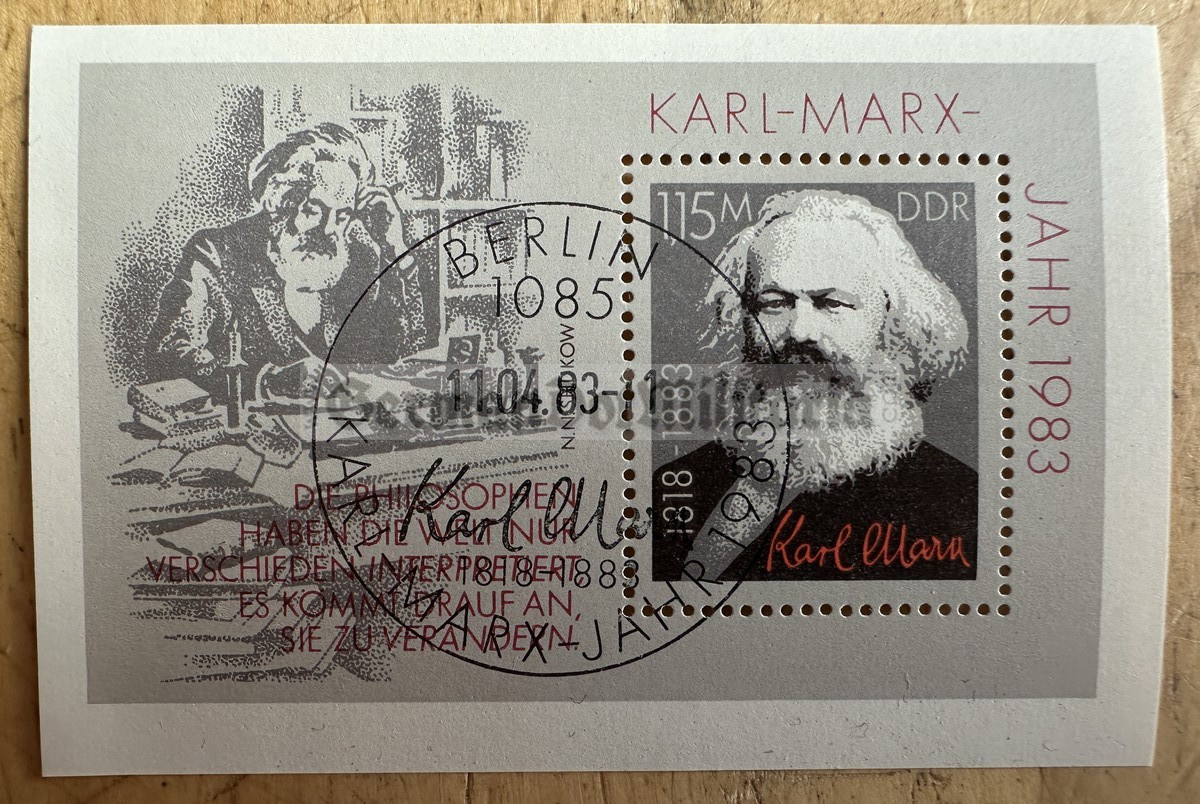 KARL-MARX-
JAHR 1983
1,15 M DDR
1818 - 1883
Karl Marx
DIE PHILOSOPHEN
HABEN DIE WELT NUR
VERSCHIEDEN INTERPRETIERT,
ES KOMMT DRAUF AN,
SIE ZU VERÄNDERN.
BERLIN
1085
11.04.83-11
Karl Marx
1818-1883
KARL-MARX-JAHR 1983